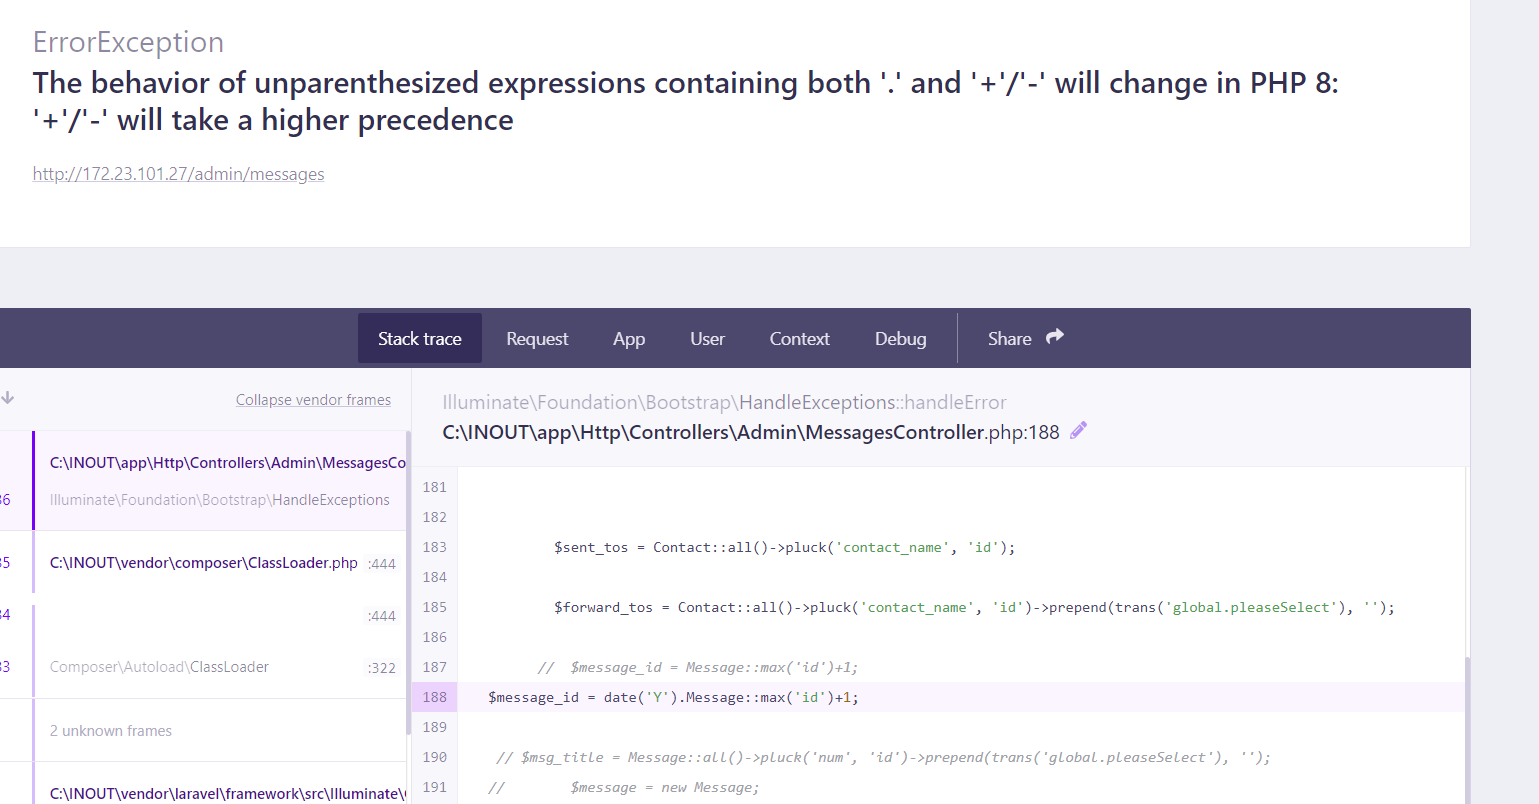 ErrorException
The behavior of unparenthesized expressions containing both '.' and '+'/'-' will change in PHP 8:
'+'/'-' will take a higher precedence
http://172.23.101.27/admin/messages
Stack trace
Request
App
User
Context
Debug
Share
Collapse vendor frames
C:\INOUT\app\Http\Controllers\Admin\MessagesCo
36
Illuminate\Foundation\Bootstrap\HandleExceptions
35
C:\INOUT\vendor\composer\ClassLoader.php :444
34
:444
33
Composer\Autoload\ClassLoader :322
2 unknown frames
C:\INOUT\vendor\laravel\framework\src\Illuminate\
Illuminate\Foundation\Bootstrap\HandleExceptions::handleError
C:\INOUT\app\Http\Controllers\Admin\MessagesController.php:188
181
182
183 $sent_tos = Contact::all()->pluck('contact_name', 'id');
184
185 $forward_tos = Contact::all()->pluck('contact_name', 'id')->prepend(trans('global.pleaseSelect'), '');
186
187 // $message_id = Message::max('id')+1;
188 $message_id = date('Y').Message::max('id')+1;
189
190 // $msg_title = Message::all()->pluck('num', 'id')->prepend(trans('global.pleaseSelect'), '');
191 // $message = new Message;